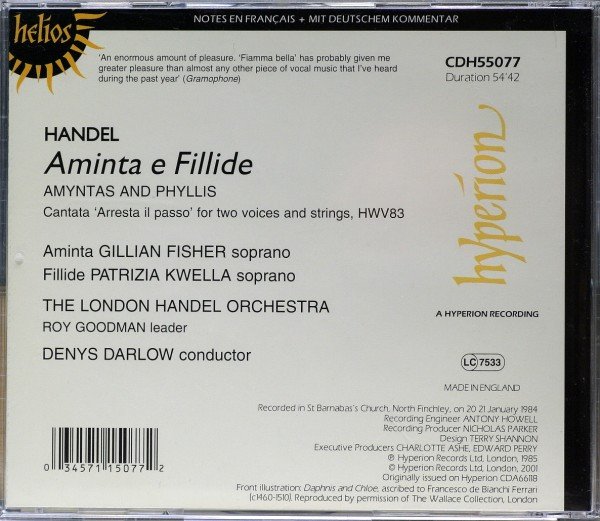 NOTES EN FRANÇAIS + MIT DEUTSCHEM KOMMENTAR
helios
'An enormous amount of pleasure. 'Fiamma bella' has probably given me
greater pleasure than almost any other piece of vocal music that I've heard
during the past year' (Gramophone)
CDH55077
Duration 54'42
HANDEL
Aminta e Fillide
AMYNTAS AND PHYLLIS
Cantata 'Arresta il passo' for two voices and strings, HWV83
Aminta GILLIAN FISHER soprano
Fillide PATRIZIA KWELLA soprano
THE LONDON HANDEL ORCHESTRA
ROY GOODMAN leader
DENYS DARLOW conductor
hyperion
A HYPERION RECORDING
LC 7533
MADE IN ENGLAND
Recorded in St Barnabas's Church, North Finchley, on 20 21 January 1984
Recording Engineer ANTONY HOWELL
Recording Producer NICHOLAS PARKER
Design TERRY SHANNON
Executive Producers CHARLOTTE ASHE, EDWARD PERRY
℗ Hyperion Records Ltd, London, 1985
© Hyperion Records Ltd, London, 2001
Originally issued on Hyperion CDA66118
Front illustration: Daphnis and Chloe, ascribed to Francesco de Bianchi Ferrari
(c1460-1510). Reproduced by permission of The Wallace Collection, London
0 34571 15077 2